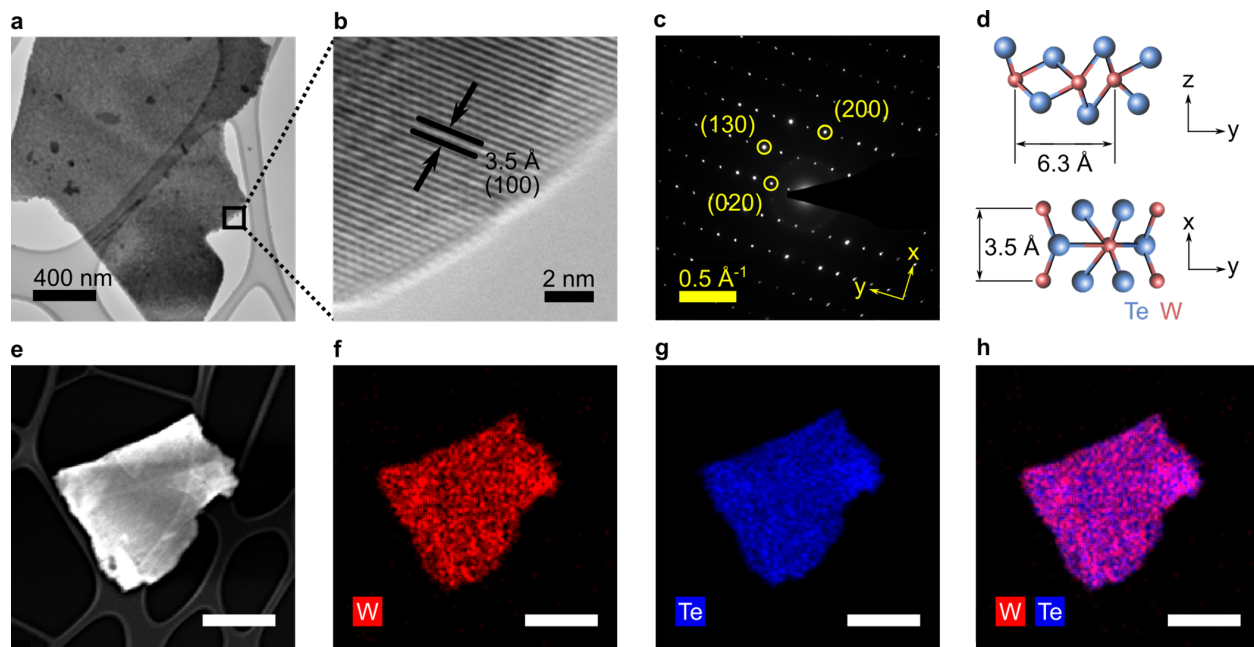 a
b
c
d
400 nm
3.5 Å
(100)
2 nm
(130)
(200)
(020)
0.5 Å⁻¹
x
y
z
y
6.3 Å
3.5 Å
x
y
Te W
e
f
g
h
W
Te
W Te